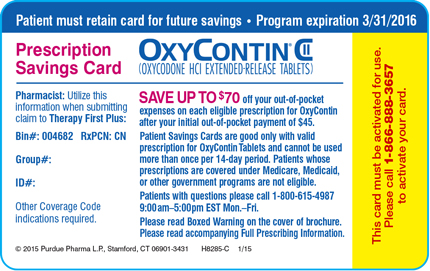 Patient must retain card for future savings • Program expiration 3/31/2016
Prescription
Savings Card
OXYCONTIN® CII
(OXYCODONE HCl EXTENDED-RELEASE TABLETS)
Pharmacist: Utilize this
information when submitting
claim to Therapy First Plus:
Bin#: 004682 RxPCN: CN
Group#:
ID#:
Other Coverage Code
indications required.
SAVE UP TO $70 off your out-of-pocket
expenses on each eligible prescription for OxyContin
after your initial out-of-pocket payment of $45.
Patient Savings Cards are good only with valid
prescription for OxyContin Tablets and cannot be used
more than once per 14-day period. Patients whose
prescriptions are covered under Medicare, Medicaid,
or other government programs are not eligible.
Patients with questions please call 1-800-615-4987
9:00am–5:00pm EST Mon.–Fri.
Please read Boxed Warning on the cover of brochure.
Please read accompanying Full Prescribing Information.
© 2015 Purdue Pharma L.P., Stamford, CT 06901-3431 H8285-C 1/15
This card must be activated for use.
Please call 1-866-888-3657
to activate your card.